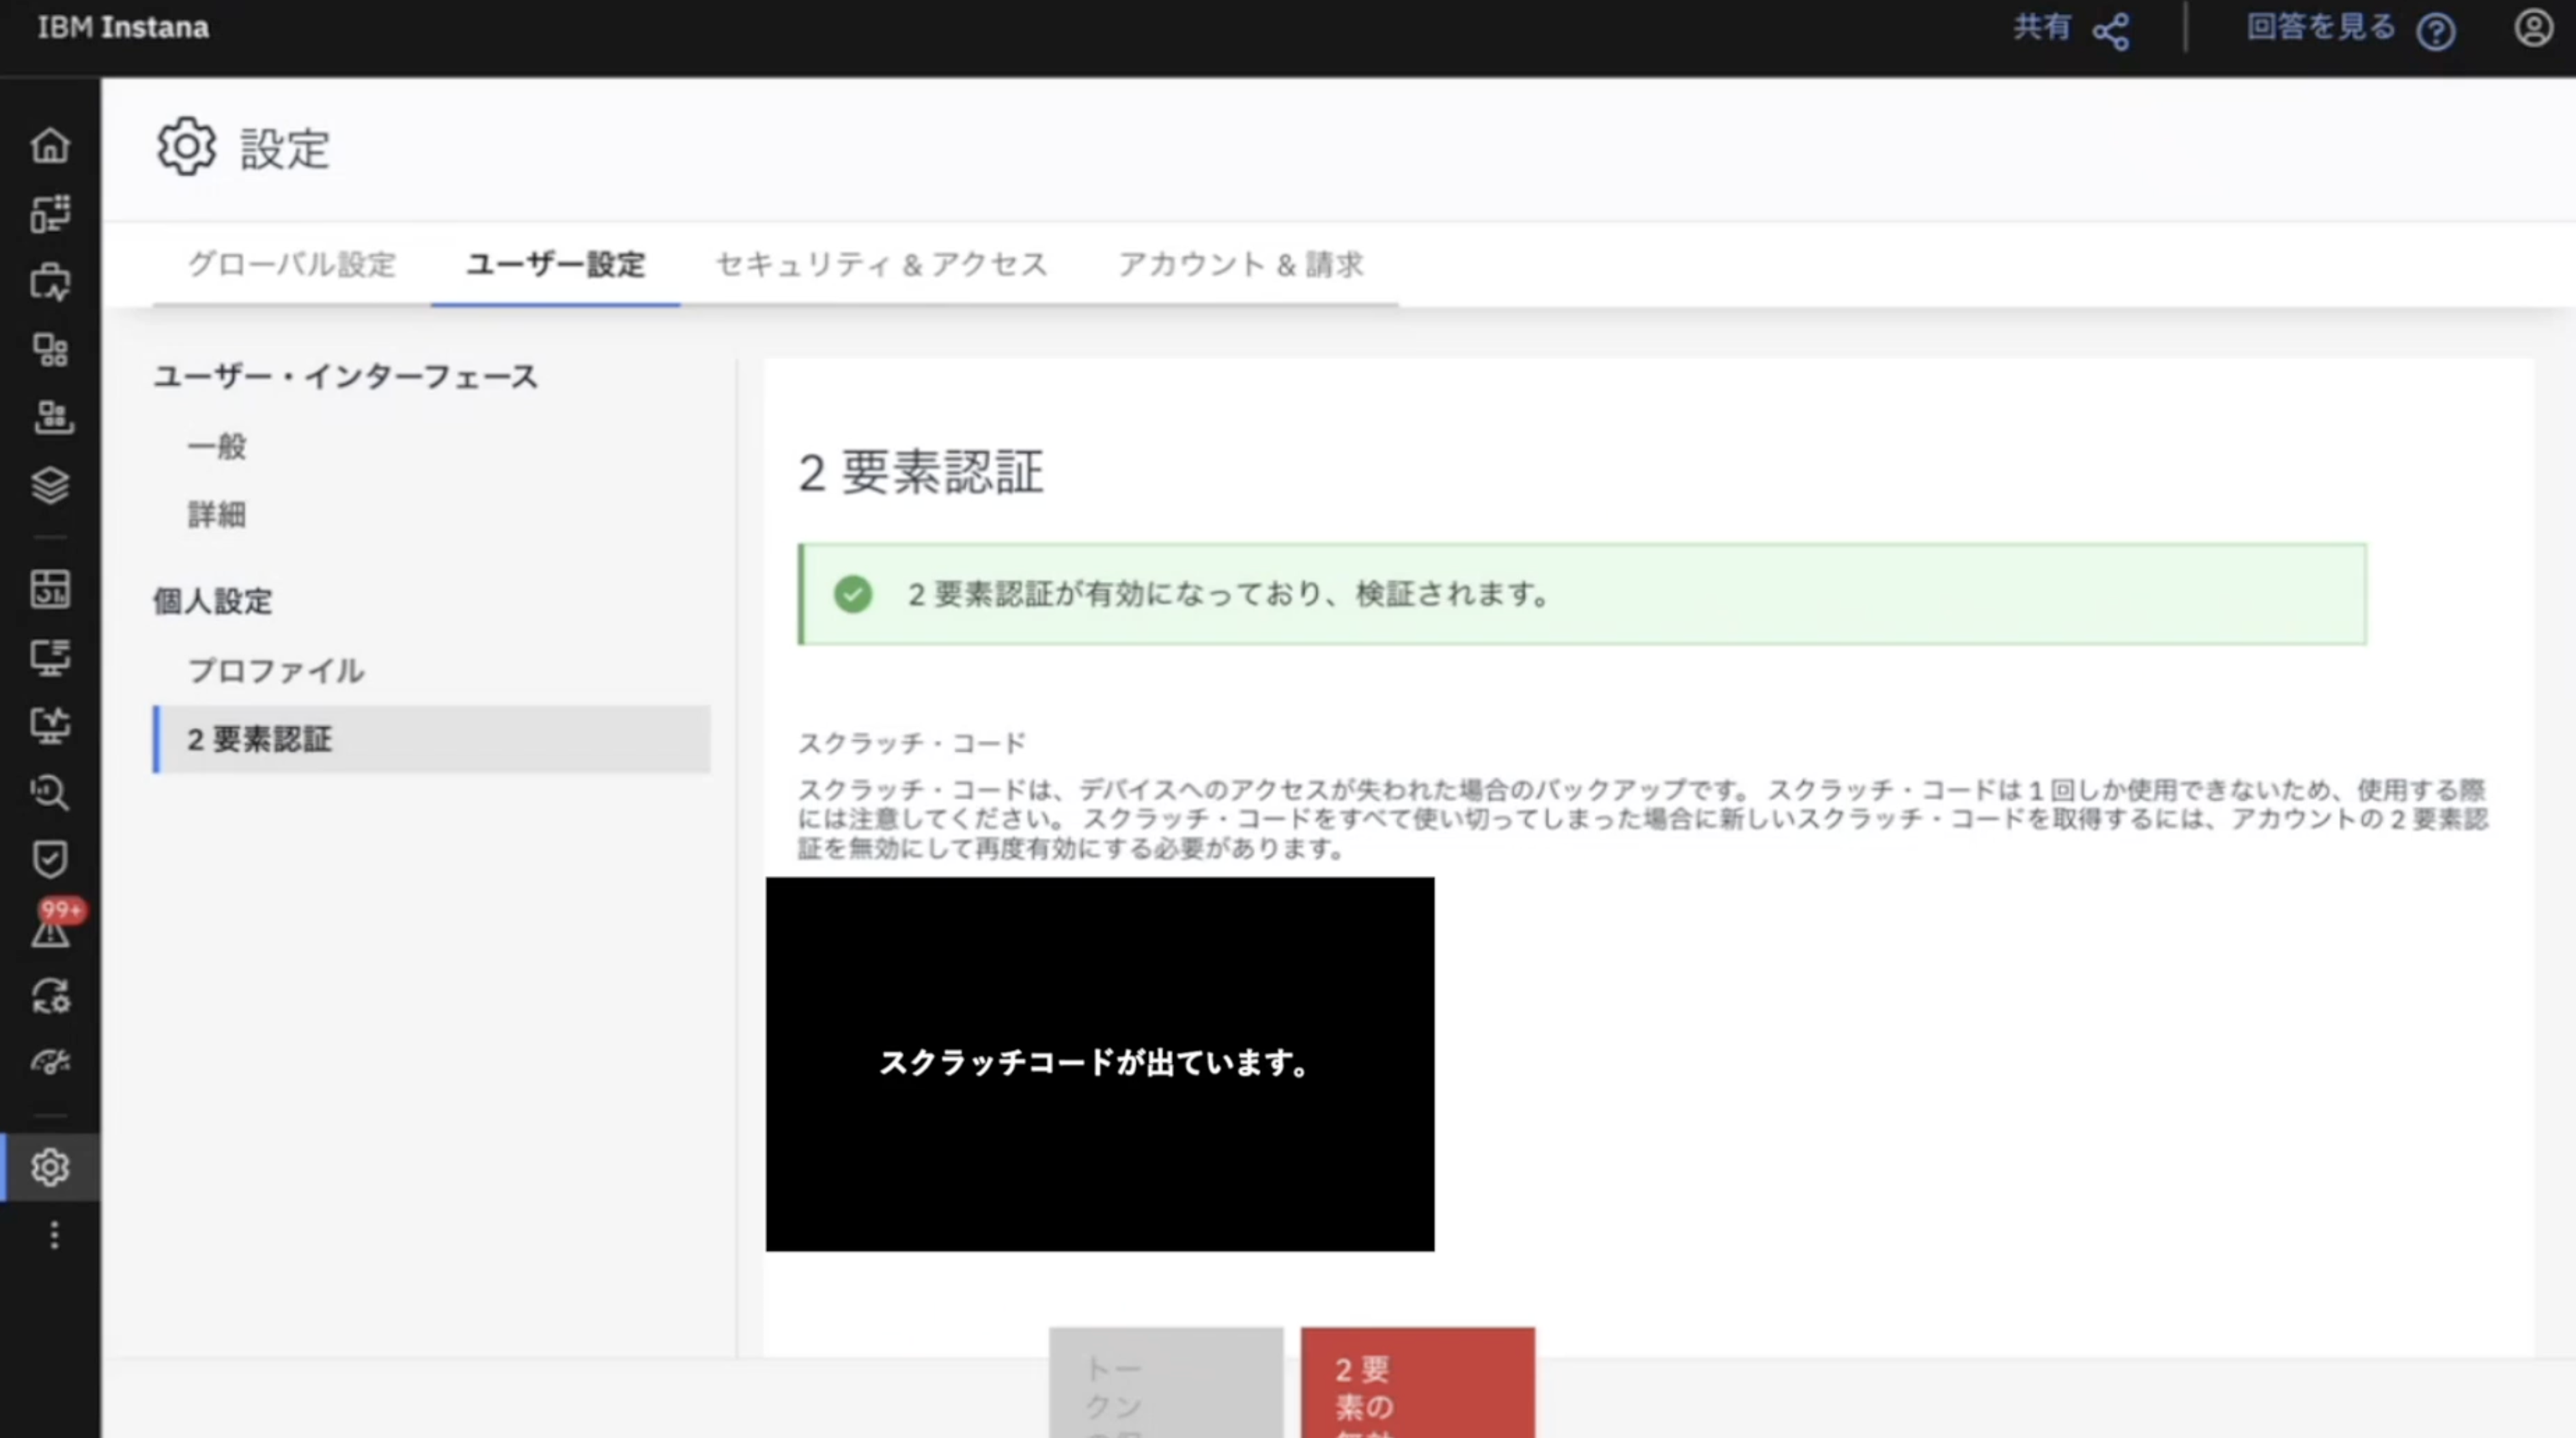 IBM Instana
共有
回答を見る
設定
グローバル設定
ユーザー設定
セキュリティ & アクセス
アカウント & 請求
ユーザー・インターフェース
一般
詳細
個人設定
プロファイル
2 要素認証
2 要素認証
2 要素認証が有効になっており、検証されます。
スクラッチ・コード
スクラッチ・コードは、デバイスへのアクセスが失われた場合のバックアップです。 スクラッチ・コードは 1 回しか使用できないため、使用する際
には注意してください。 スクラッチ・コードをすべて使い切ってしまった場合に新しいスクラッチ・コードを取得するには、アカウントの 2 要素認
証を無効にして再度有効にする必要があります。
スクラッチコードが出ています。
99+
トー
クン
2 要
素の